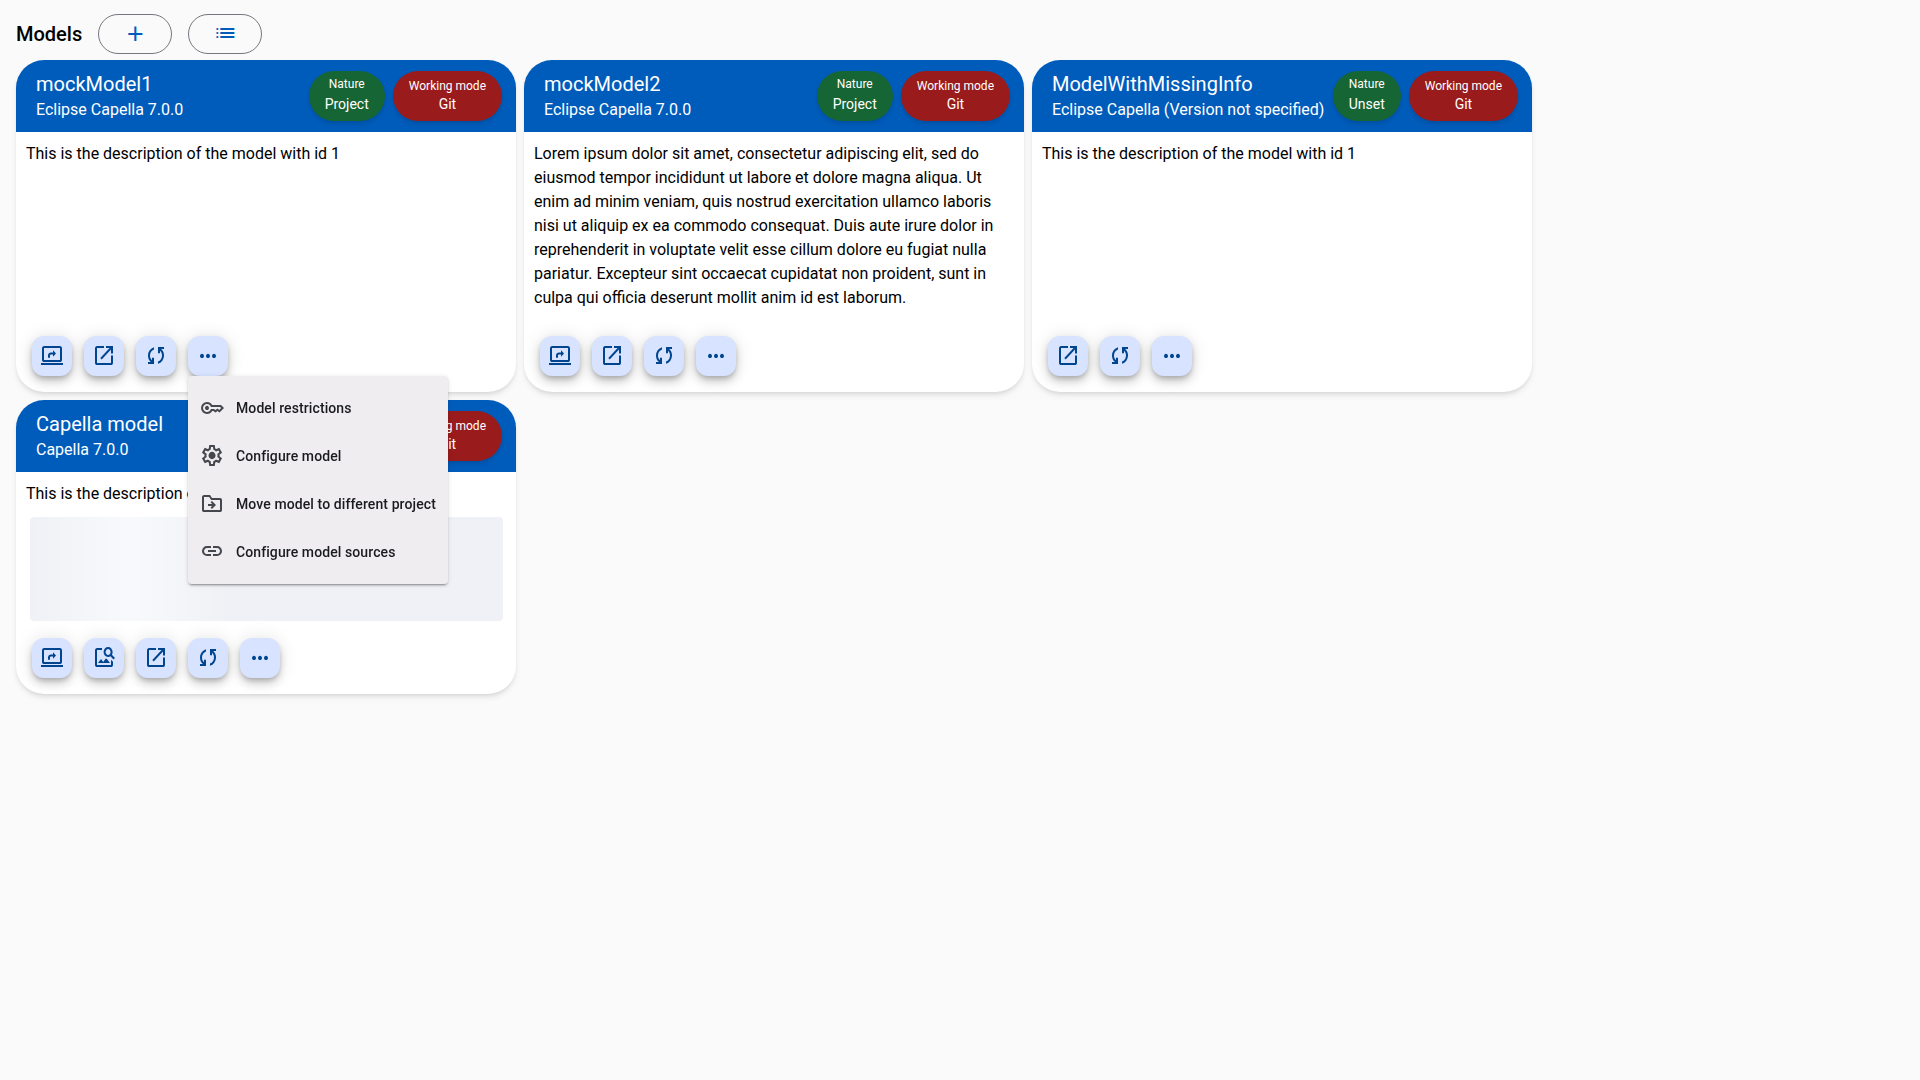 Models
mockModel1
Eclipse Capella 7.0.0
Nature
Project
Working mode
Git
This is the description of the model with id 1
mockModel2
Eclipse Capella 7.0.0
Nature
Project
Working mode
Git
Lorem ipsum dolor sit amet, consectetur adipiscing elit, sed do
eiusmod tempor incididunt ut labore et dolore magna aliqua. Ut
enim ad minim veniam, quis nostrud exercitation ullamco laboris
nisi ut aliquip ex ea commodo consequat. Duis aute irure dolor in
reprehenderit in voluptate velit esse cillum dolore eu fugiat nulla
pariatur. Excepteur sint occaecat cupidatat non proident, sunt in
culpa qui officia deserunt mollit anim id est laborum.
ModelWithMissingInfo
Eclipse Capella (Version not specified)
Nature
Unset
Working mode
Git
This is the description of the model with id 1
Model restrictions
Configure model
Move model to different project
Configure model sources
Capella model
Capella 7.0.0
mode
This is the description